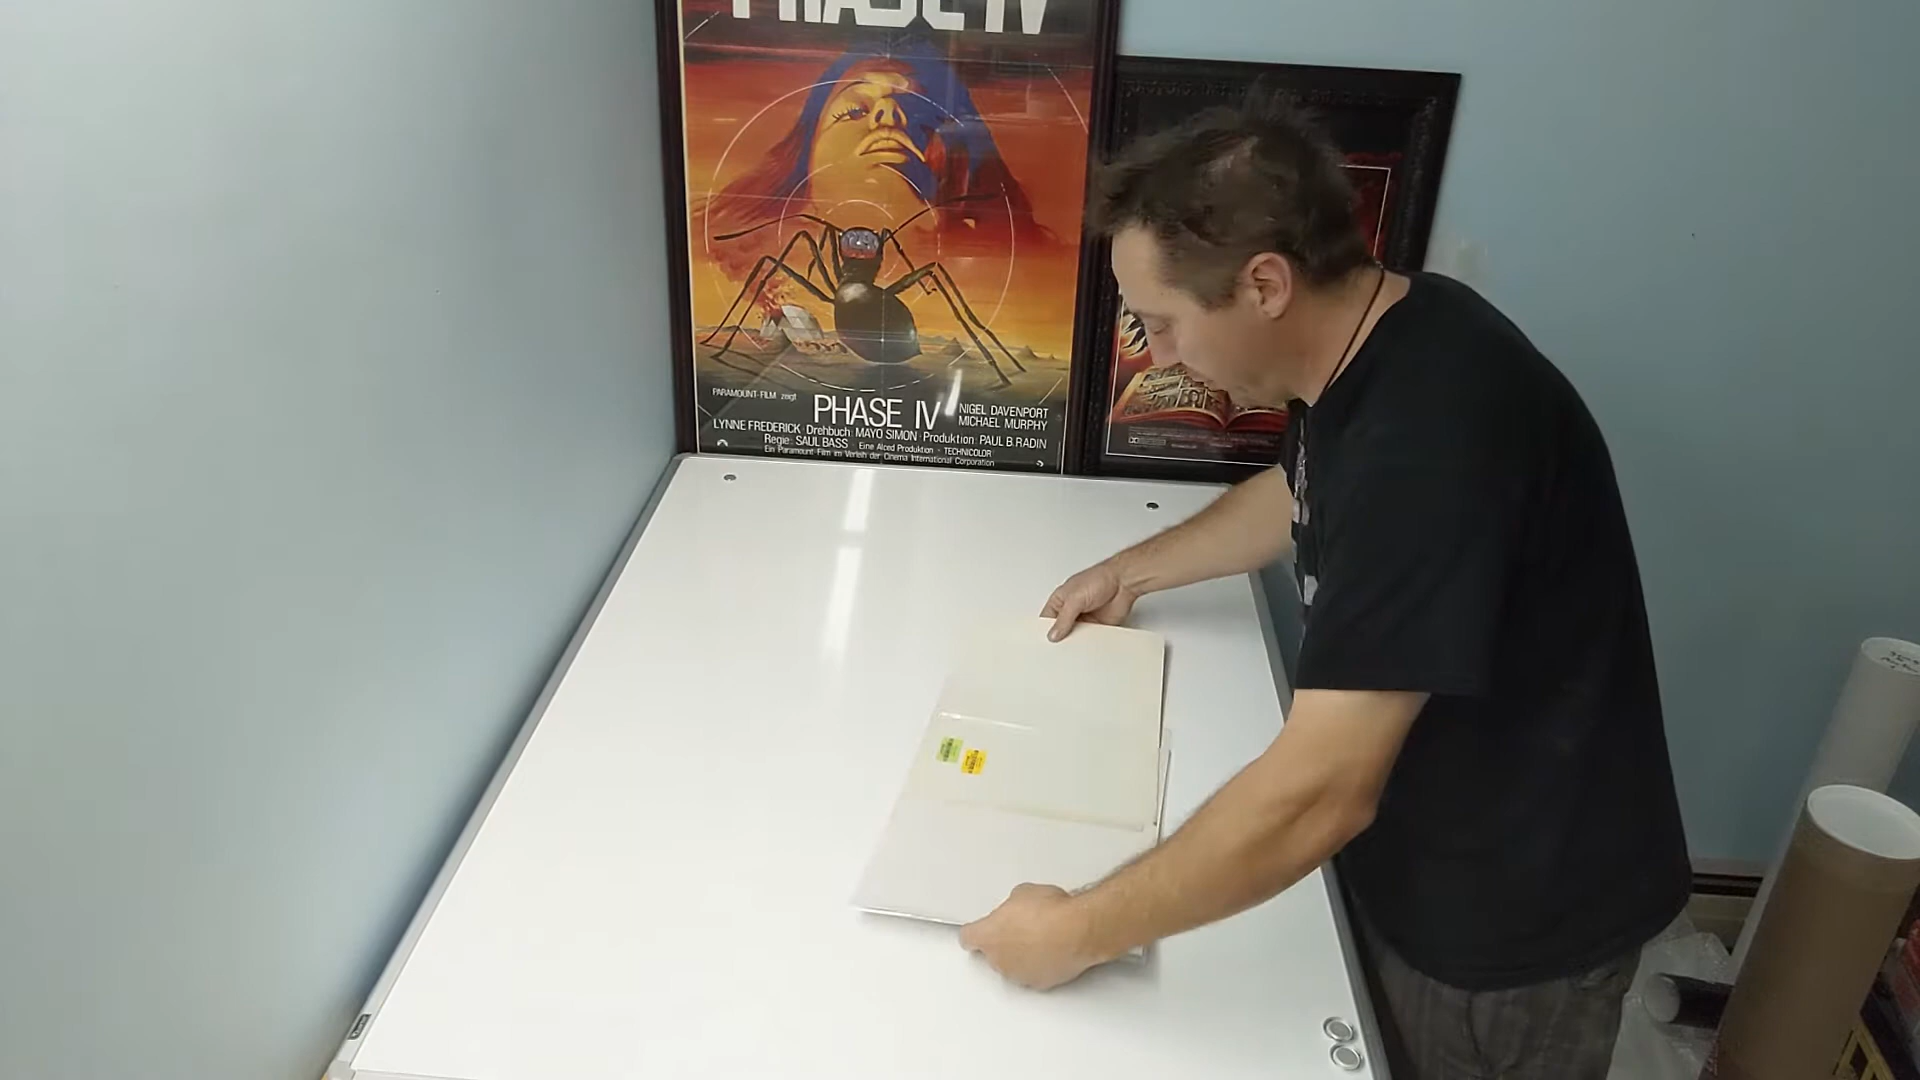 PHASE IV
PARAMOUNT-FILM zeigt
PHASE IV
NIGEL DAVENPORT
MICHAEL MURPHY
LYNNE FREDERICK · Drehbuch: MAYO SIMON · Produktion: PAUL B. RADIN
Regie: SAUL BASS Eine Alced Produktion · TECHNICOLOR
Ein Paramount-Film im Verleih der Cinema International Corporation